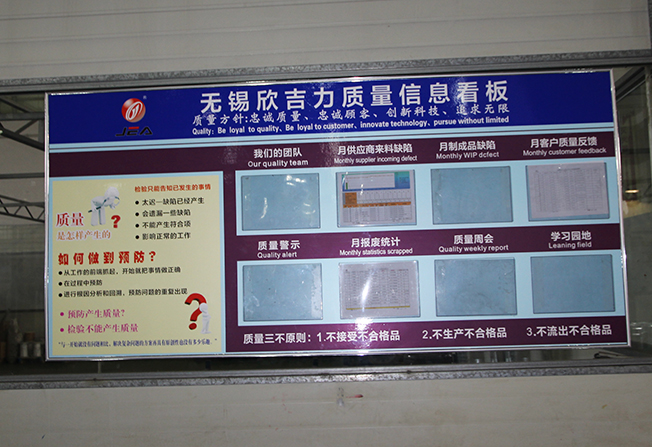 无锡欣吉力质量信息看板
JEA
质量方针:忠诚质量、忠诚顾客、创新科技、追求无限
Quality: Be loyal to quality, Be loyal to customer, innovate technology, pursue without limited
质量
是怎样产生的
?
检验只能告知已发生的事情
● 太迟—缺陷已经产生
● 会遗漏一些缺陷
● 不能产生符合项
● 影响正常的工作
如何做到预防?
● 从工作的前端抓起，开始就把事情做正确
● 在过程中预防
● 进行根因分析和回溯，预防问题的重复出现
● 预防产生质量?
● 检验不能产生质量
?
我们的团队
Our quality team
月供应商来料缺陷
Monthly supplier incoming defect
月制成品缺陷
Monthly WIP defect
月客户质量反馈
Monthly customer feedback
质量警示
Quality alert
月报废统计
Monthly statistics scrapped
质量周会
Quality weekly report
学习园地
Leaning field
质量三不原则: 1.不接受不合格品 2.不生产不合格品 3.不流出不合格品